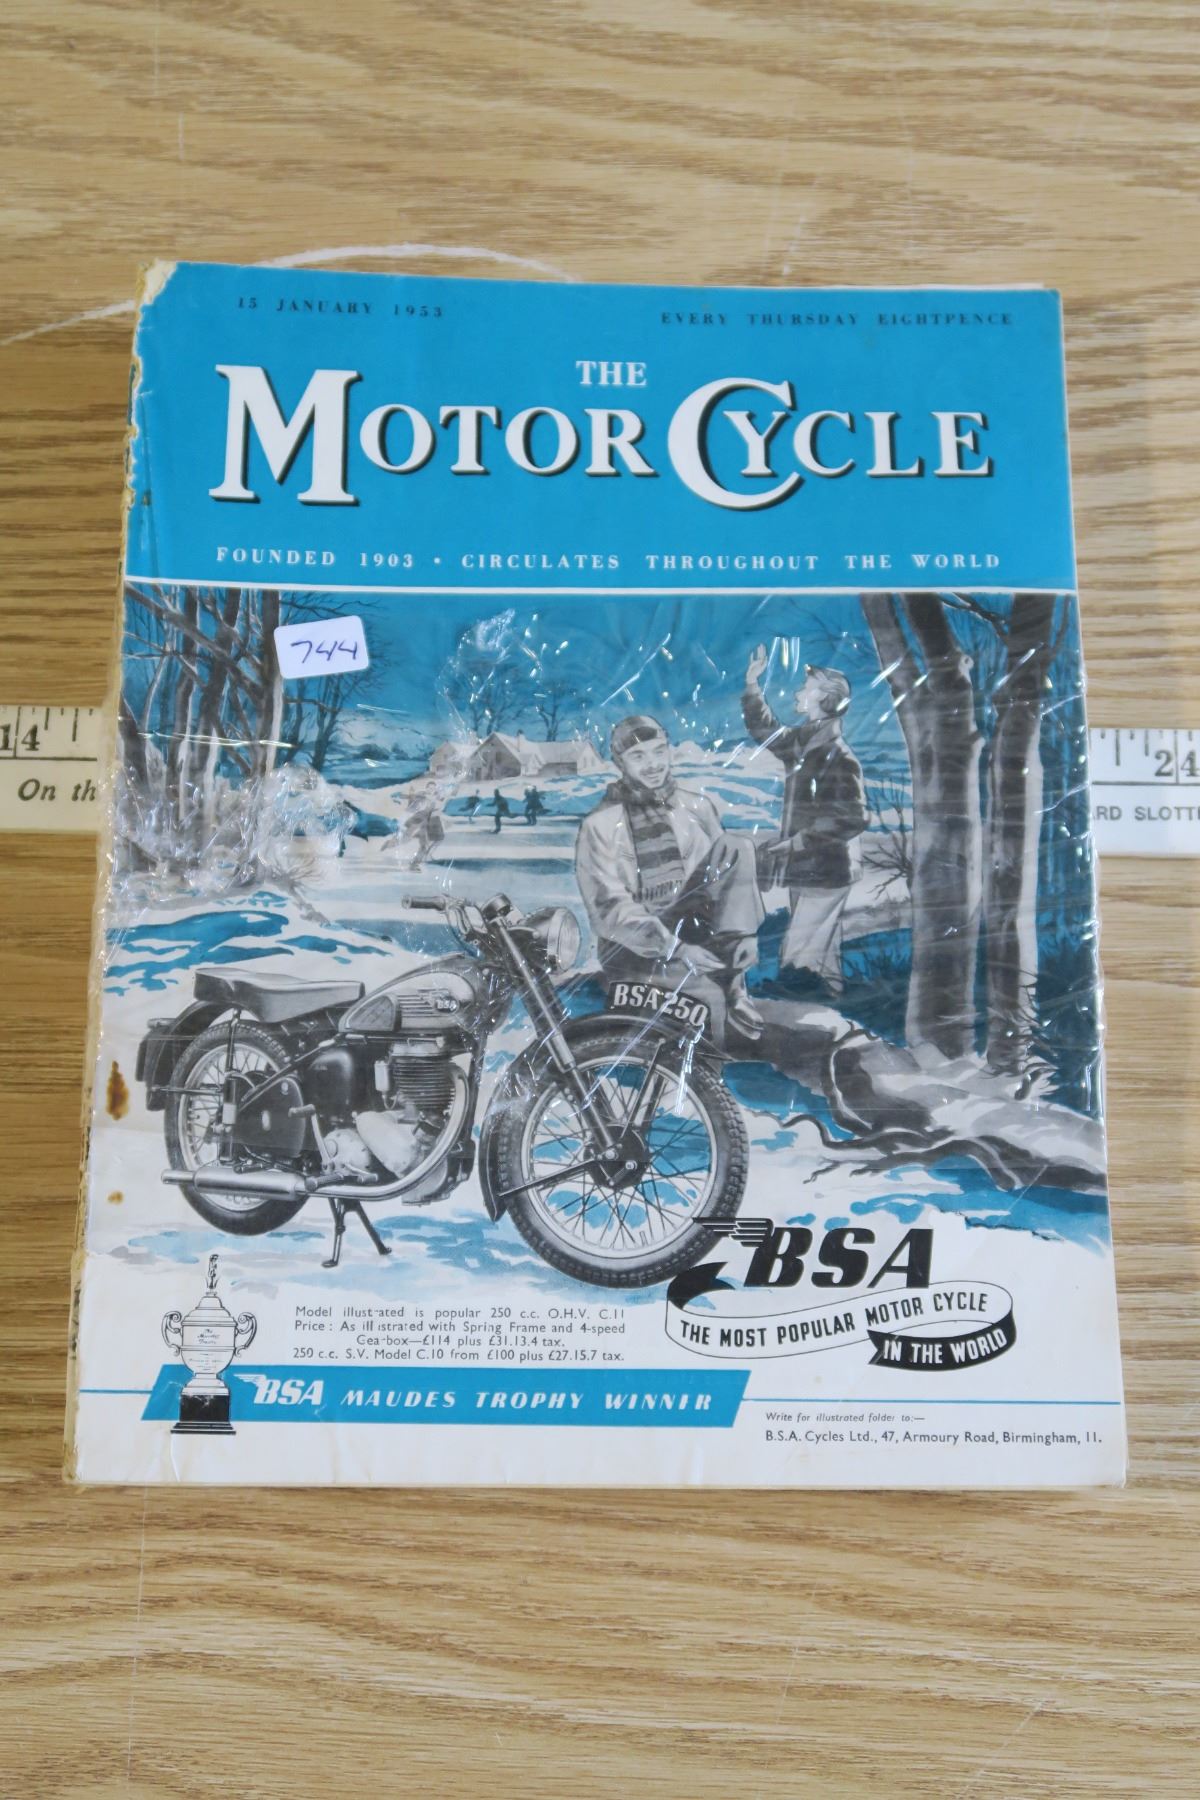 15 JANUARY 1953
EVERY THURSDAY EIGHTPENCE
THE
MOTOR CYCLE
FOUNDED 1903 • CIRCULATES THROUGHOUT THE WORLD
744
14
On th
24
ARD SLOTT
BSA
BSA 250
BSA
THE MOST POPULAR MOTOR CYCLE
IN THE WORLD
Model illustrated is popular 250 c.c. O.H.V. C.11
Price: As illustrated with Spring Frame and 4-speed
Gea-box—£114 plus £31.13.4 tax.
250 c.c. S.V. Model C.10 from £100 plus £27.15.7 tax.
BSA MAUDES TROPHY WINNER
Write for illustrated folder to:—
B.S.A. Cycles Ltd., 47, Armoury Road, Birmingham, 11.